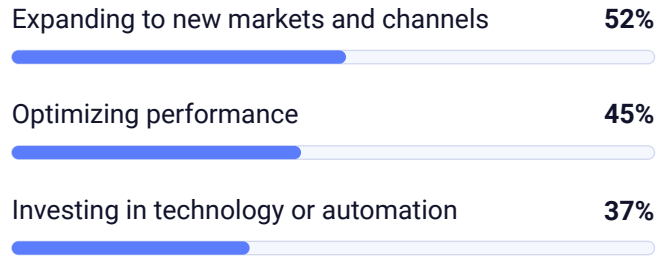 Expanding to new markets and channels 52%
Optimizing performance 45%
Investing in technology or automation 37%